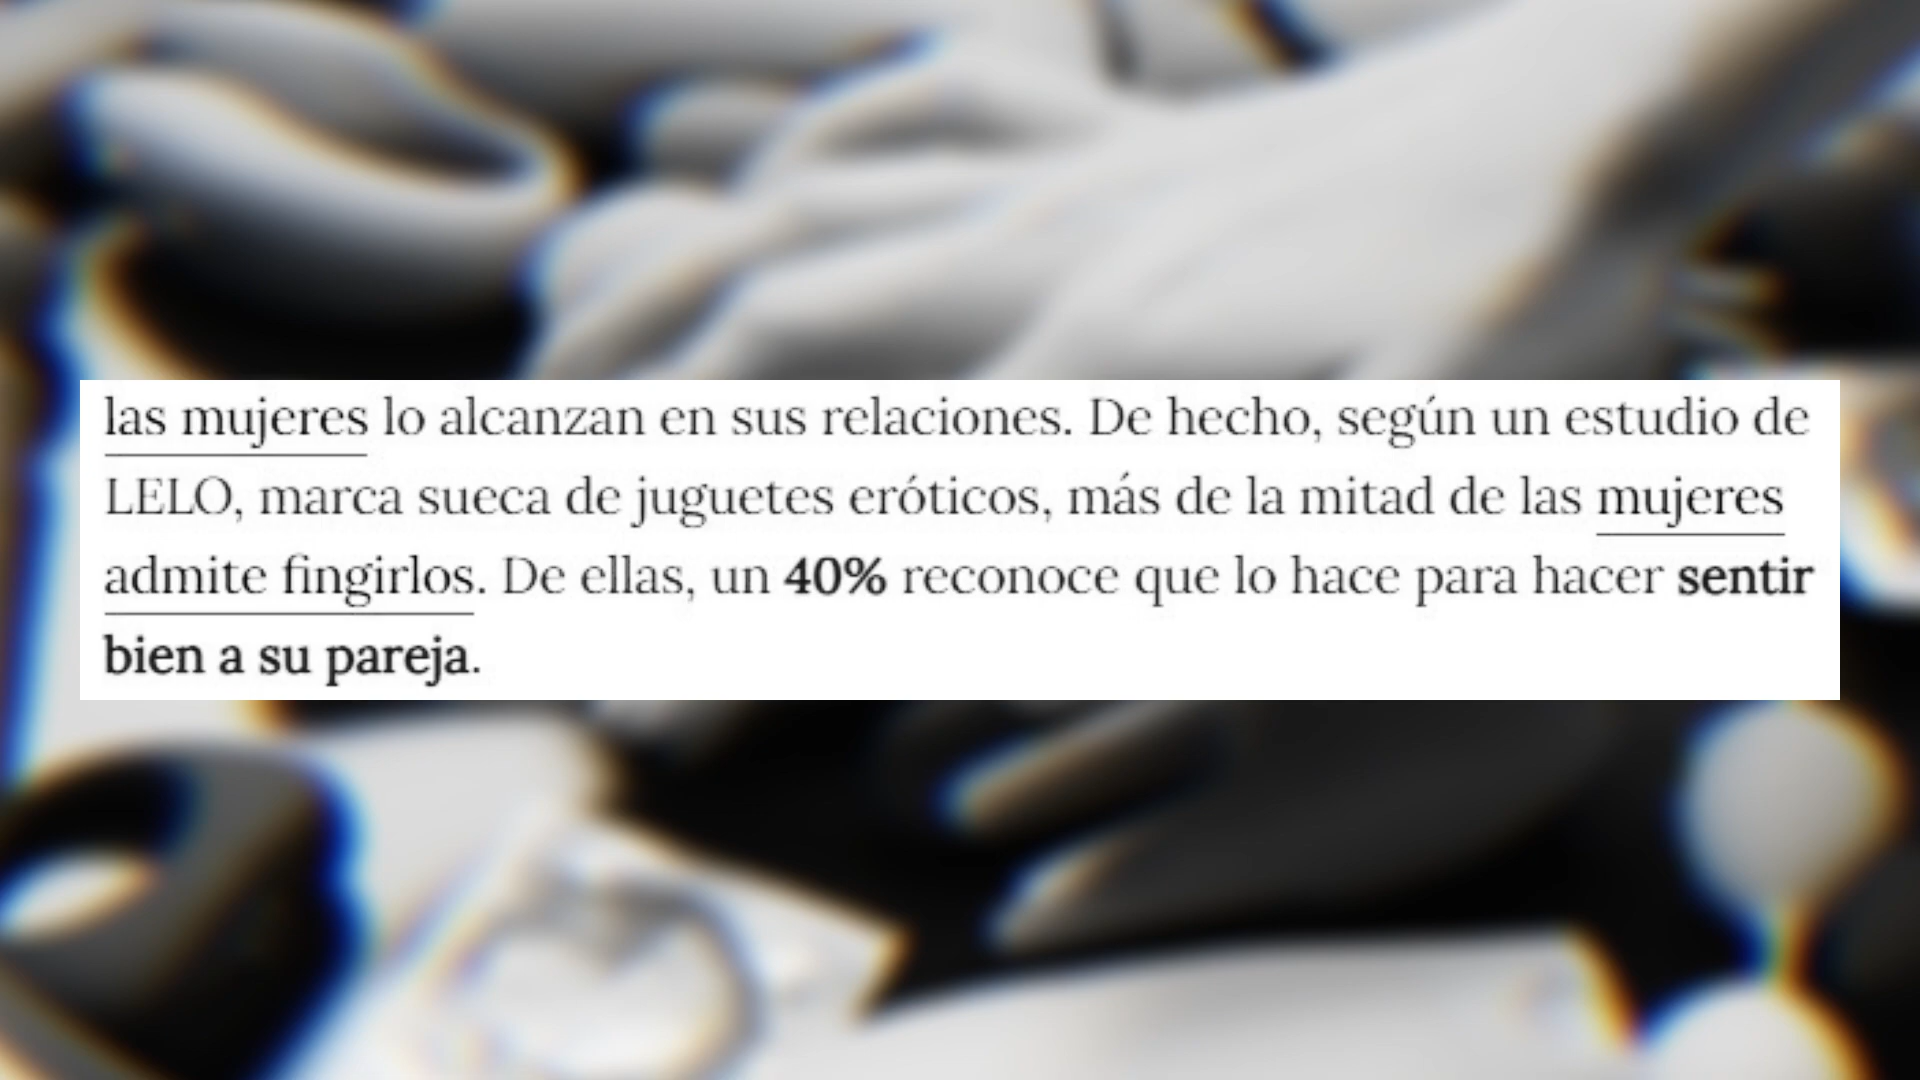 las mujeres lo alcanzan en sus relaciones. De hecho, según un estudio de
LELO, marca sueca de juguetes eróticos, más de la mitad de las mujeres
admite fingirlos. De ellas, un 40% reconoce que lo hace para hacer sentir
bien a su pareja.